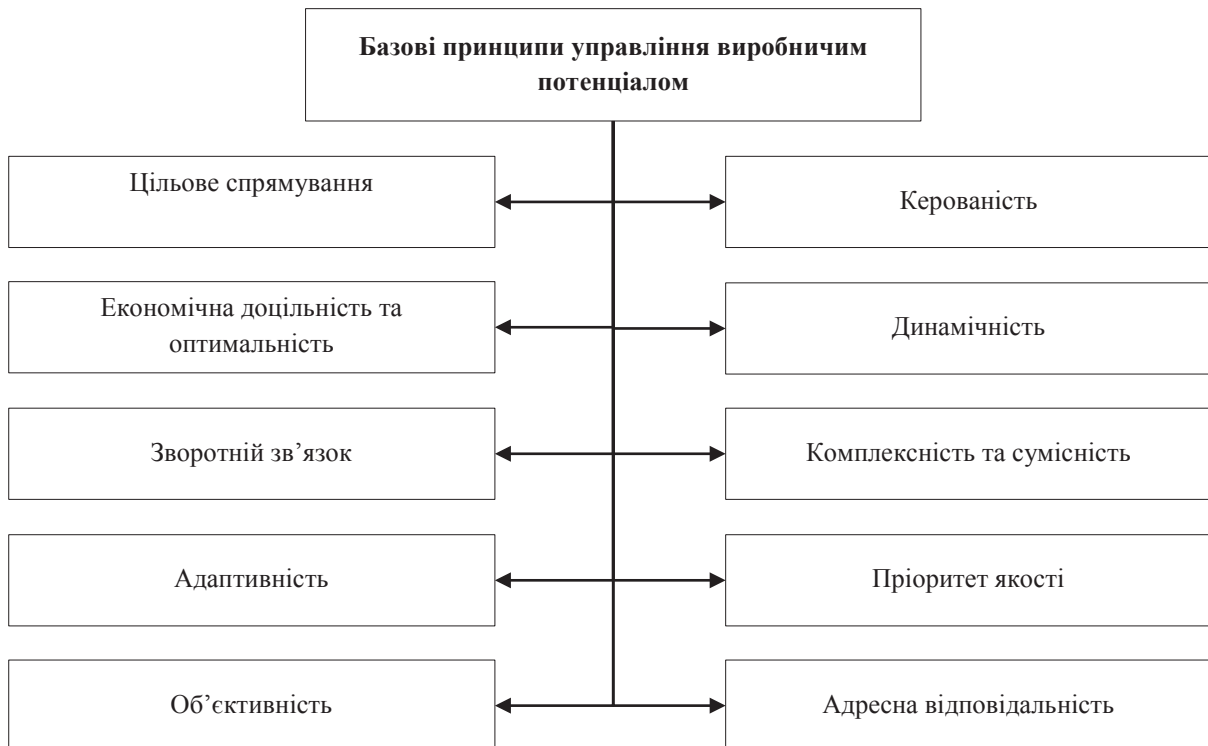 Базові принципи управління виробничим
потенціалом
Цільове спрямування
Керованість
Економічна доцільність та
оптимальність
Динамічність
Зворотній зв’язок
Комплексність та сумісність
Адаптивність
Пріоритет якості
Об’єктивність
Адресна відповідальність